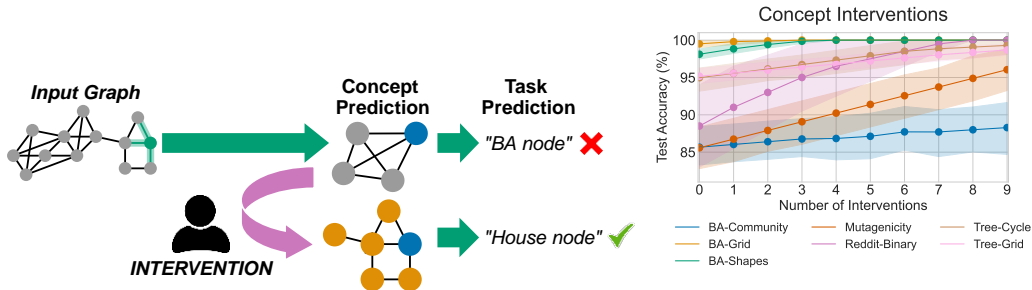 Input Graph
Concept
Prediction
Task
Prediction
"BA node"
INTERVENTION
"House node"
Concept Interventions
Test Accuracy (%)
100
95
90
85
0 1 2 3 4 5 6 7 8 9
Number of Interventions
BA-Community Mutagenicity Tree-Cycle
BA-Grid Reddit-Binary Tree-Grid
BA-Shapes